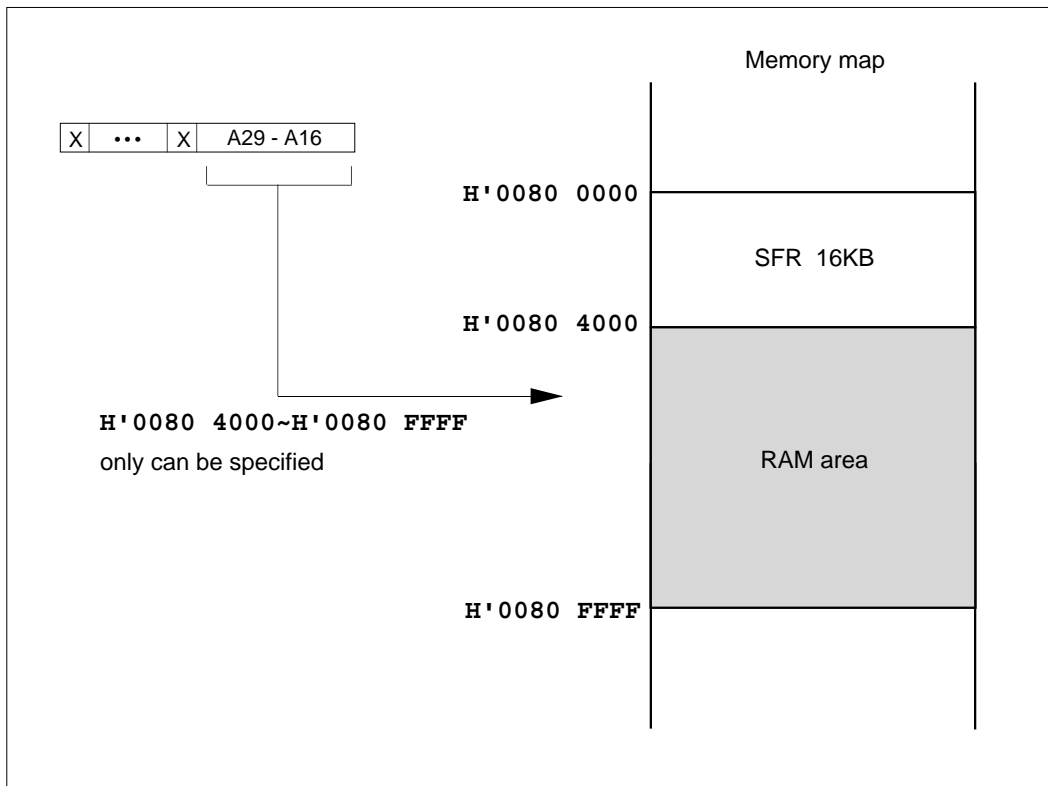 Memory map
X ••• X A29 - A16
H'0080 0000
SFR 16KB
H'0080 4000
H'0080 4000~H'0080 FFFF
only can be specified
RAM area
H'0080 FFFF